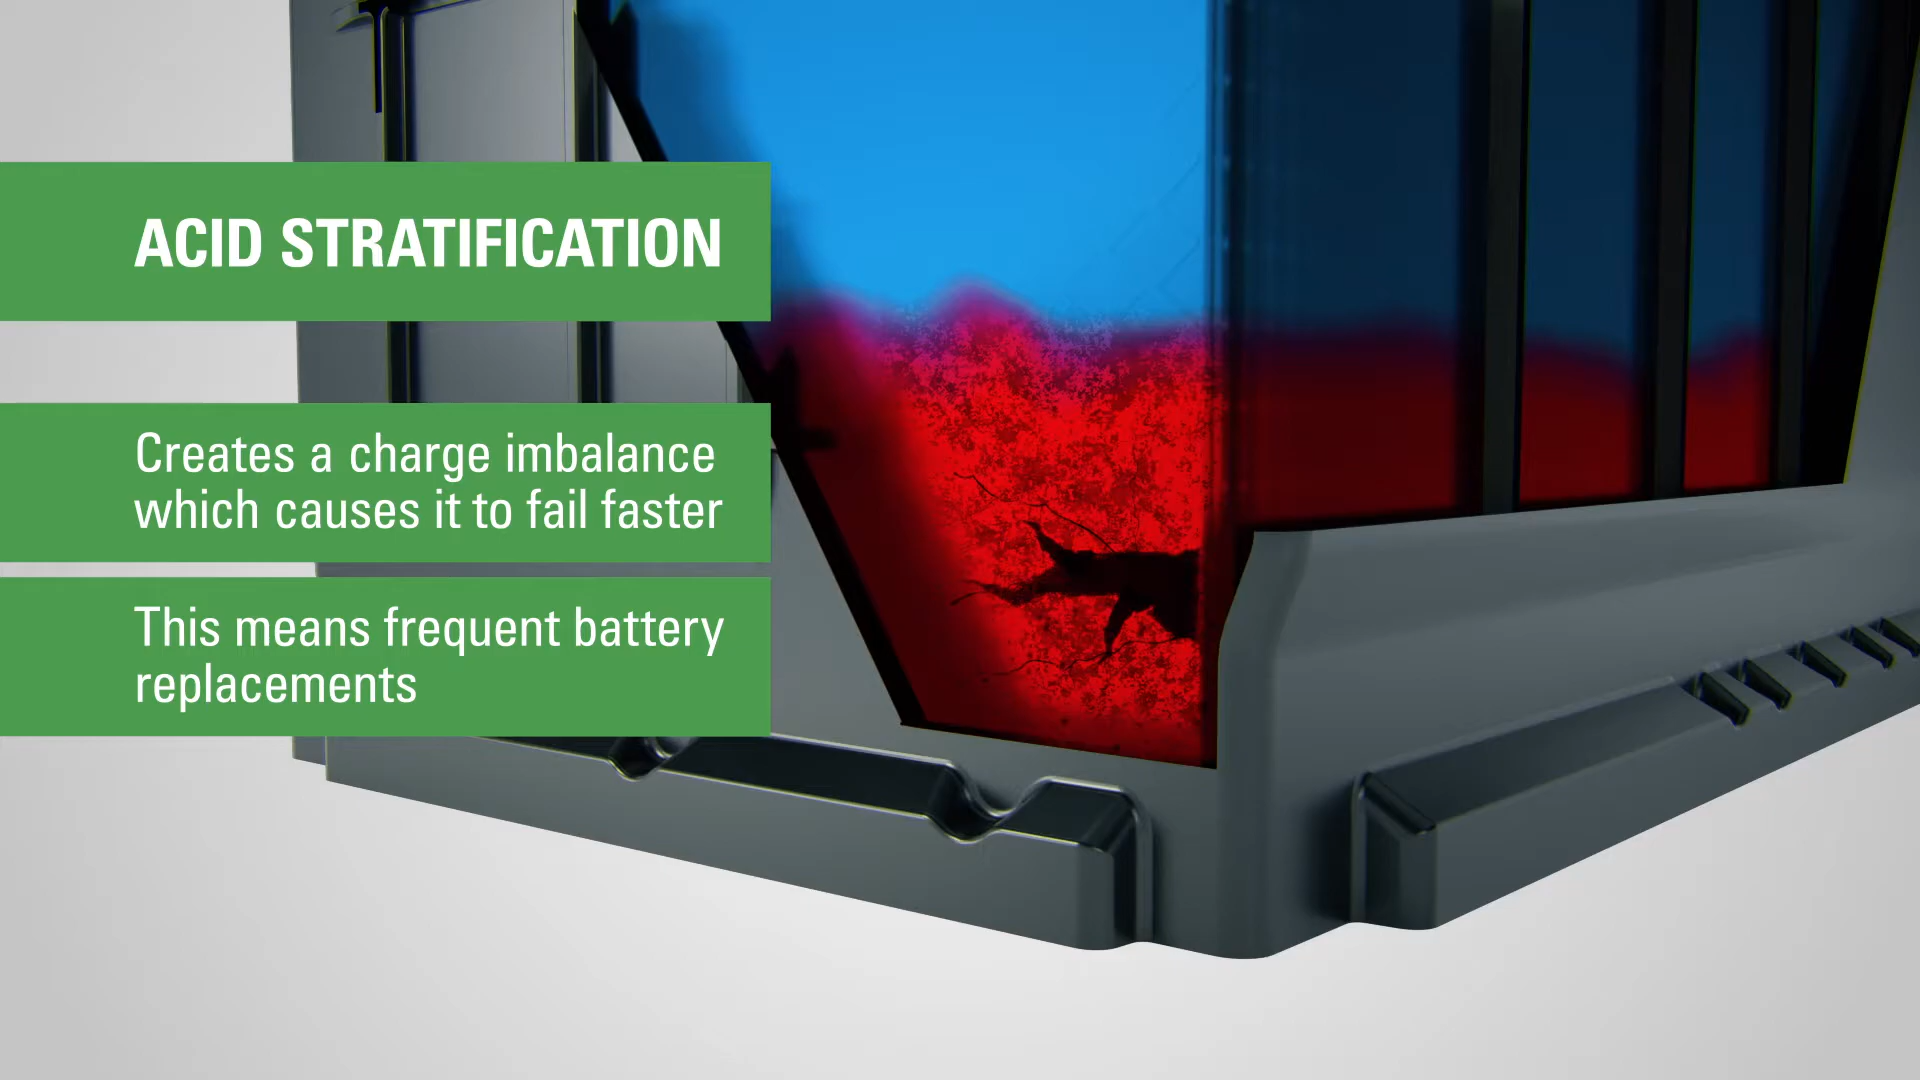 ACID STRATIFICATION
Creates a charge imbalance
which causes it to fail faster
This means frequent battery
replacements